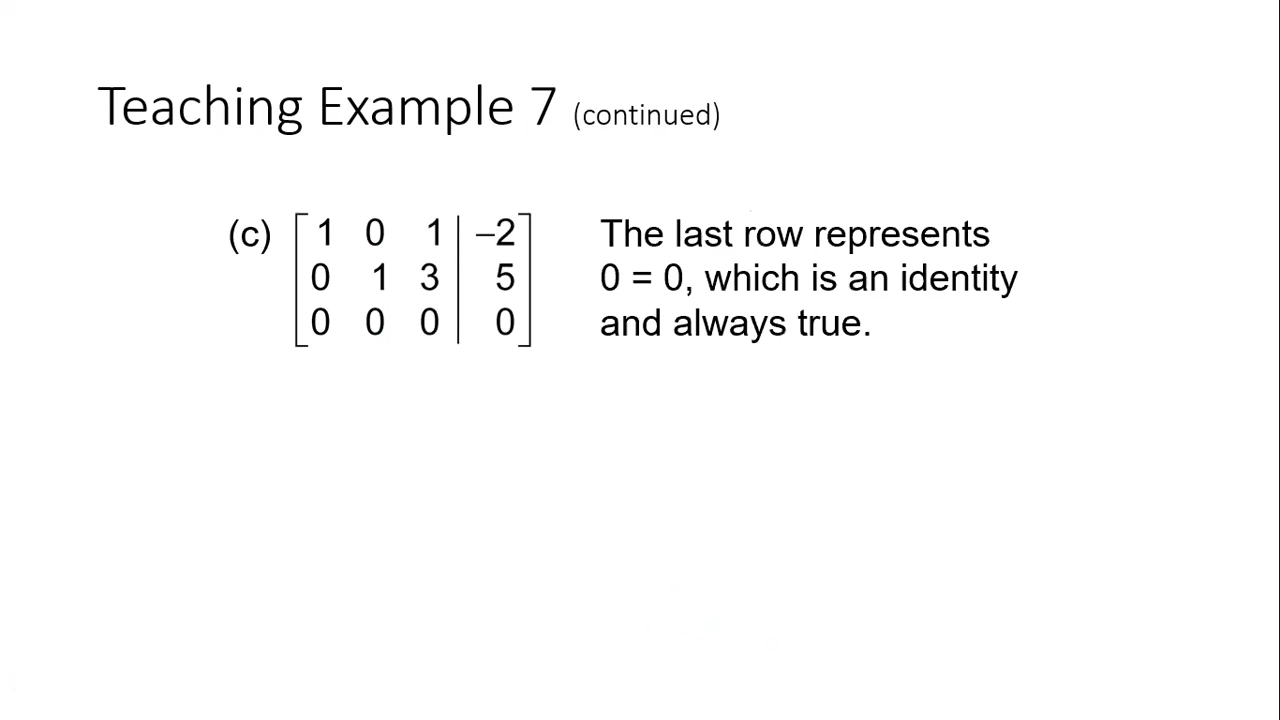 Teaching Example 7 (continued)
(c) [ 1 0 1 | –2 ] The last row represents
[ 0 1 3 | 5 ] 0 = 0, which is an identity
[ 0 0 0 | 0 ] and always true.